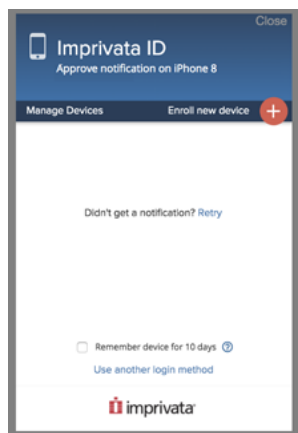 Close
Imprivata ID
Approve notification on iPhone 8
Manage Devices Enroll new device +
Didn't get a notification? Retry
Remember device for 10 days ?
Use another login method
imprivata